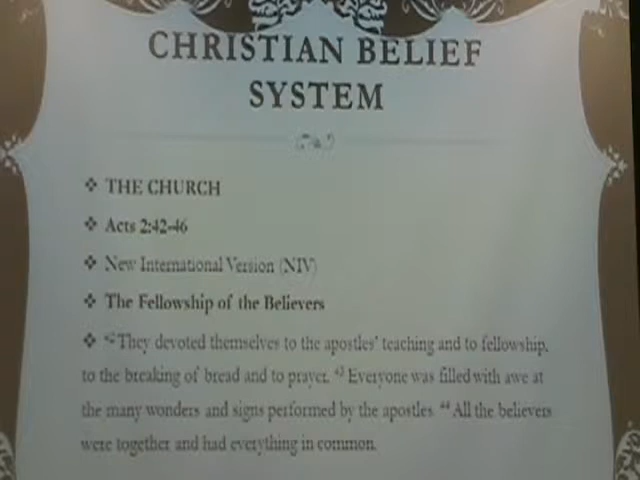 CHRISTIAN BELIEF
SYSTEM
❖ THE CHURCH
❖ Acts 2:42-46
❖ New International Version (NIV)
❖ The Fellowship of the Believers
❖ ⁴² They devoted themselves to the apostles' teaching and to fellowship,
to the breaking of bread and to prayer. ⁴³ Everyone was filled with awe at
the many wonders and signs performed by the apostles. ⁴⁴ All the believers
were together and had everything in common.